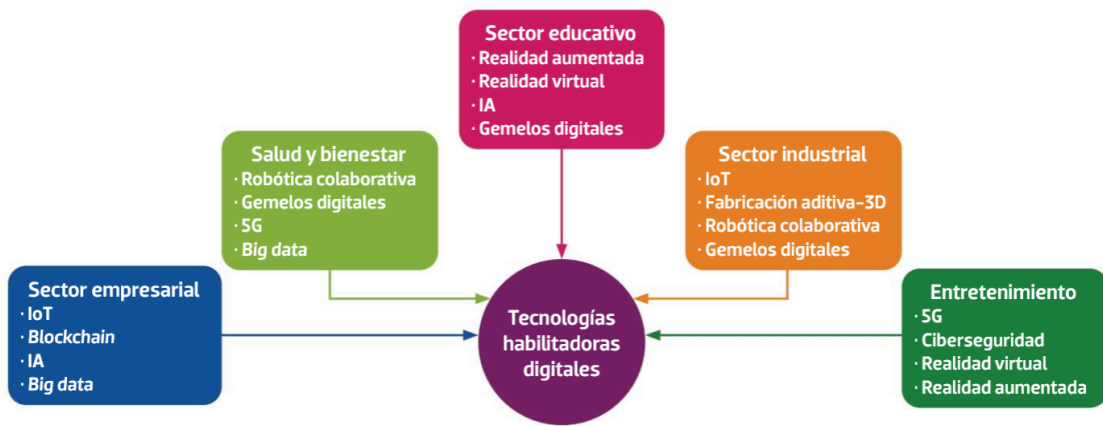 Sector educativo
· Realidad aumentada
· Realidad virtual
· IA
· Gemelos digitales
Salud y bienestar
· Robótica colaborativa
· Gemelos digitales
· 5G
· Big data
Sector industrial
· IoT
· Fabricación aditiva-3D
· Robótica colaborativa
· Gemelos digitales
Sector empresarial
· IoT
· Blockchain
· IA
· Big data
Tecnologías
habilitadoras
digitales
Entretenimiento
· 5G
· Ciberseguridad
· Realidad virtual
· Realidad aumentada